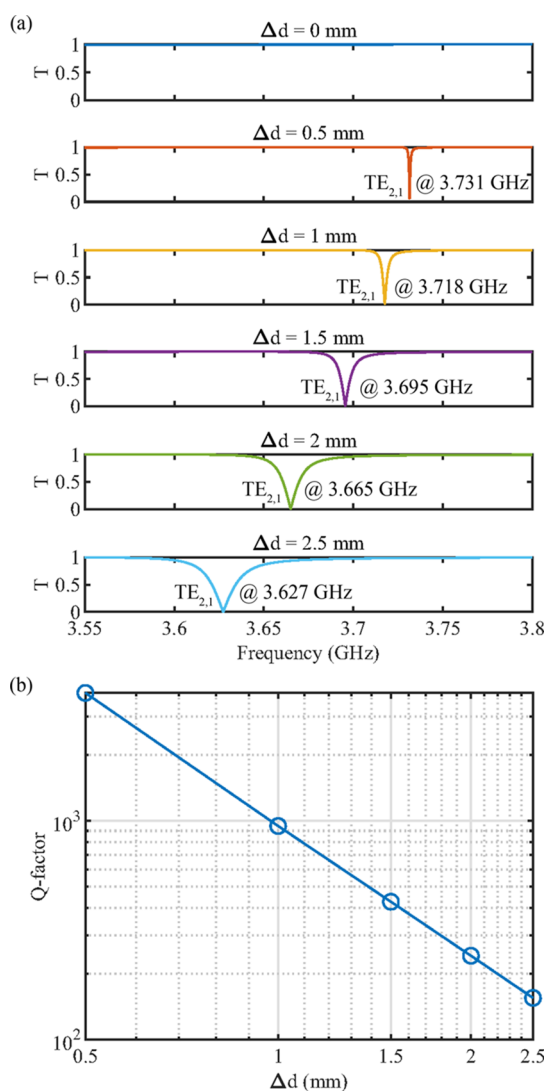 (a)
Δd = 0 mm
T
1
0.5
0
Δd = 0.5 mm
T
1
0.5
0
TE2,1 @ 3.731 GHz
Δd = 1 mm
T
1
0.5
0
TE2,1 @ 3.718 GHz
Δd = 1.5 mm
T
1
0.5
0
TE2,1 @ 3.695 GHz
Δd = 2 mm
T
1
0.5
0
TE2,1 @ 3.665 GHz
Δd = 2.5 mm
T
1
0.5
0
TE2,1 @ 3.627 GHz
3.55 3.6 3.65 3.7 3.75 3.8
Frequency (GHz)
(b)
Q-factor
10^3
10^2
0.5 1 1.5 2 2.5
Δd (mm)